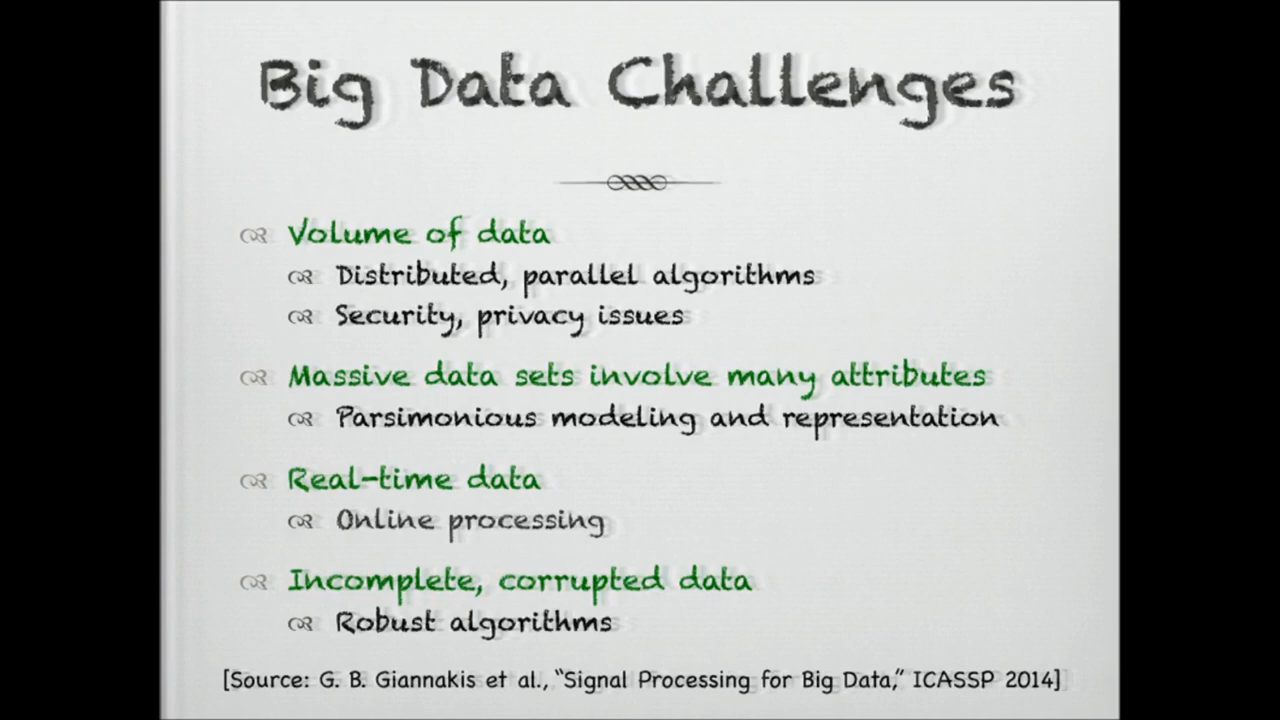 Big Data Challenges
Volume of data
Distributed, parallel algorithms
Security, privacy issues
Massive data sets involve many attributes
Parsimonious modeling and representation
Real-time data
Online processing
Incomplete, corrupted data
Robust algorithms
[Source: G. B. Giannakis et al., “Signal Processing for Big Data,” ICASSP 2014]